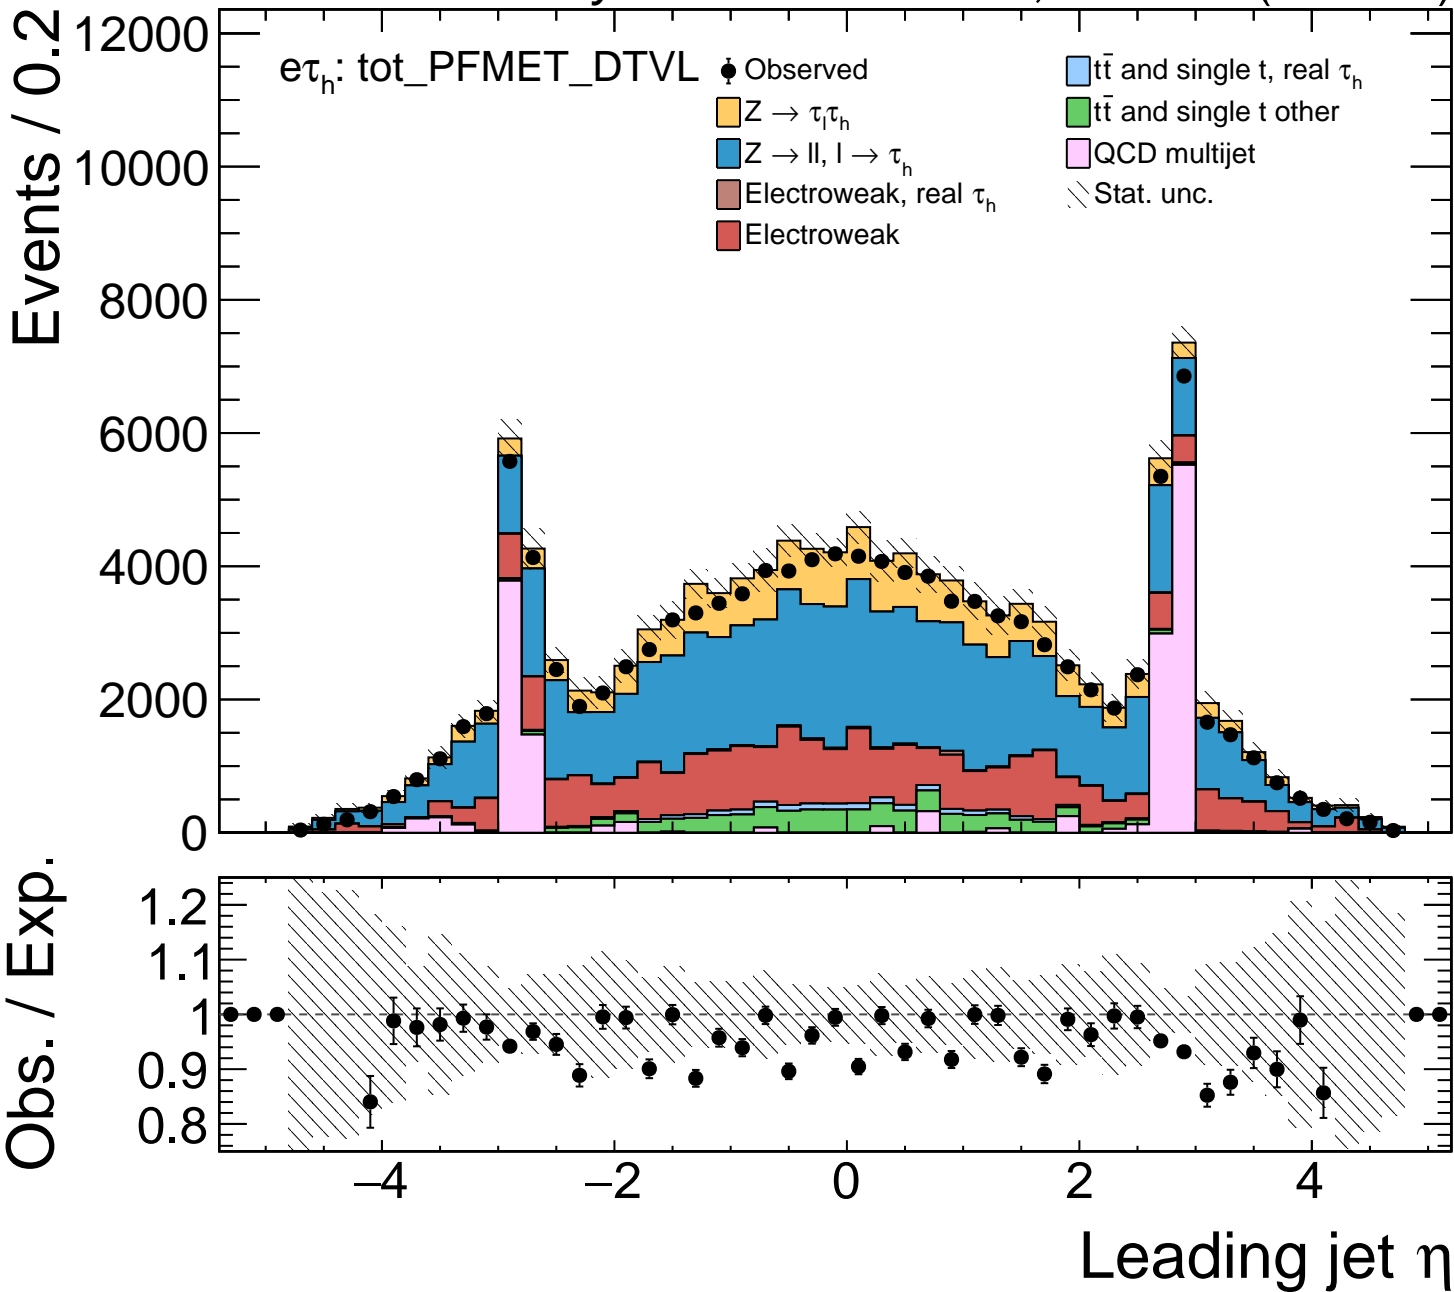 12000
10000
8000
6000
4000
2000
0
Events / 0.2
eτh: tot_PFMET_DTVL
Observed
Z → τlτh
Z → ll, l → τh
Electroweak, real τh
Electroweak
tt̄ and single t, real τh
tt̄ and single t other
QCD multijet
Stat. unc.
Obs. / Exp.
1.2
1.1
1
0.9
0.8
−4 −2 0 2 4
Leading jet η